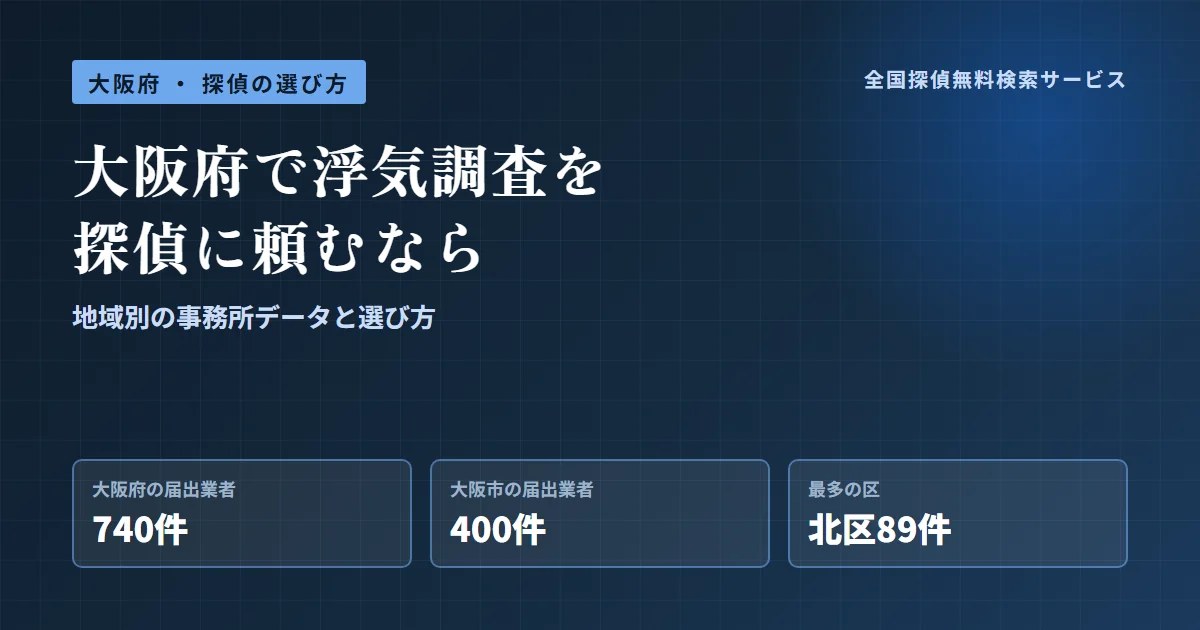 大阪府 ・ 探偵の選び方
全国探偵無料検索サービス
大阪府で浮気調査を
探偵に頼むなら
地域別の事務所データと選び方
大阪府の届出業者
740件
大阪市の届出業者
400件
最多の区
北区89件